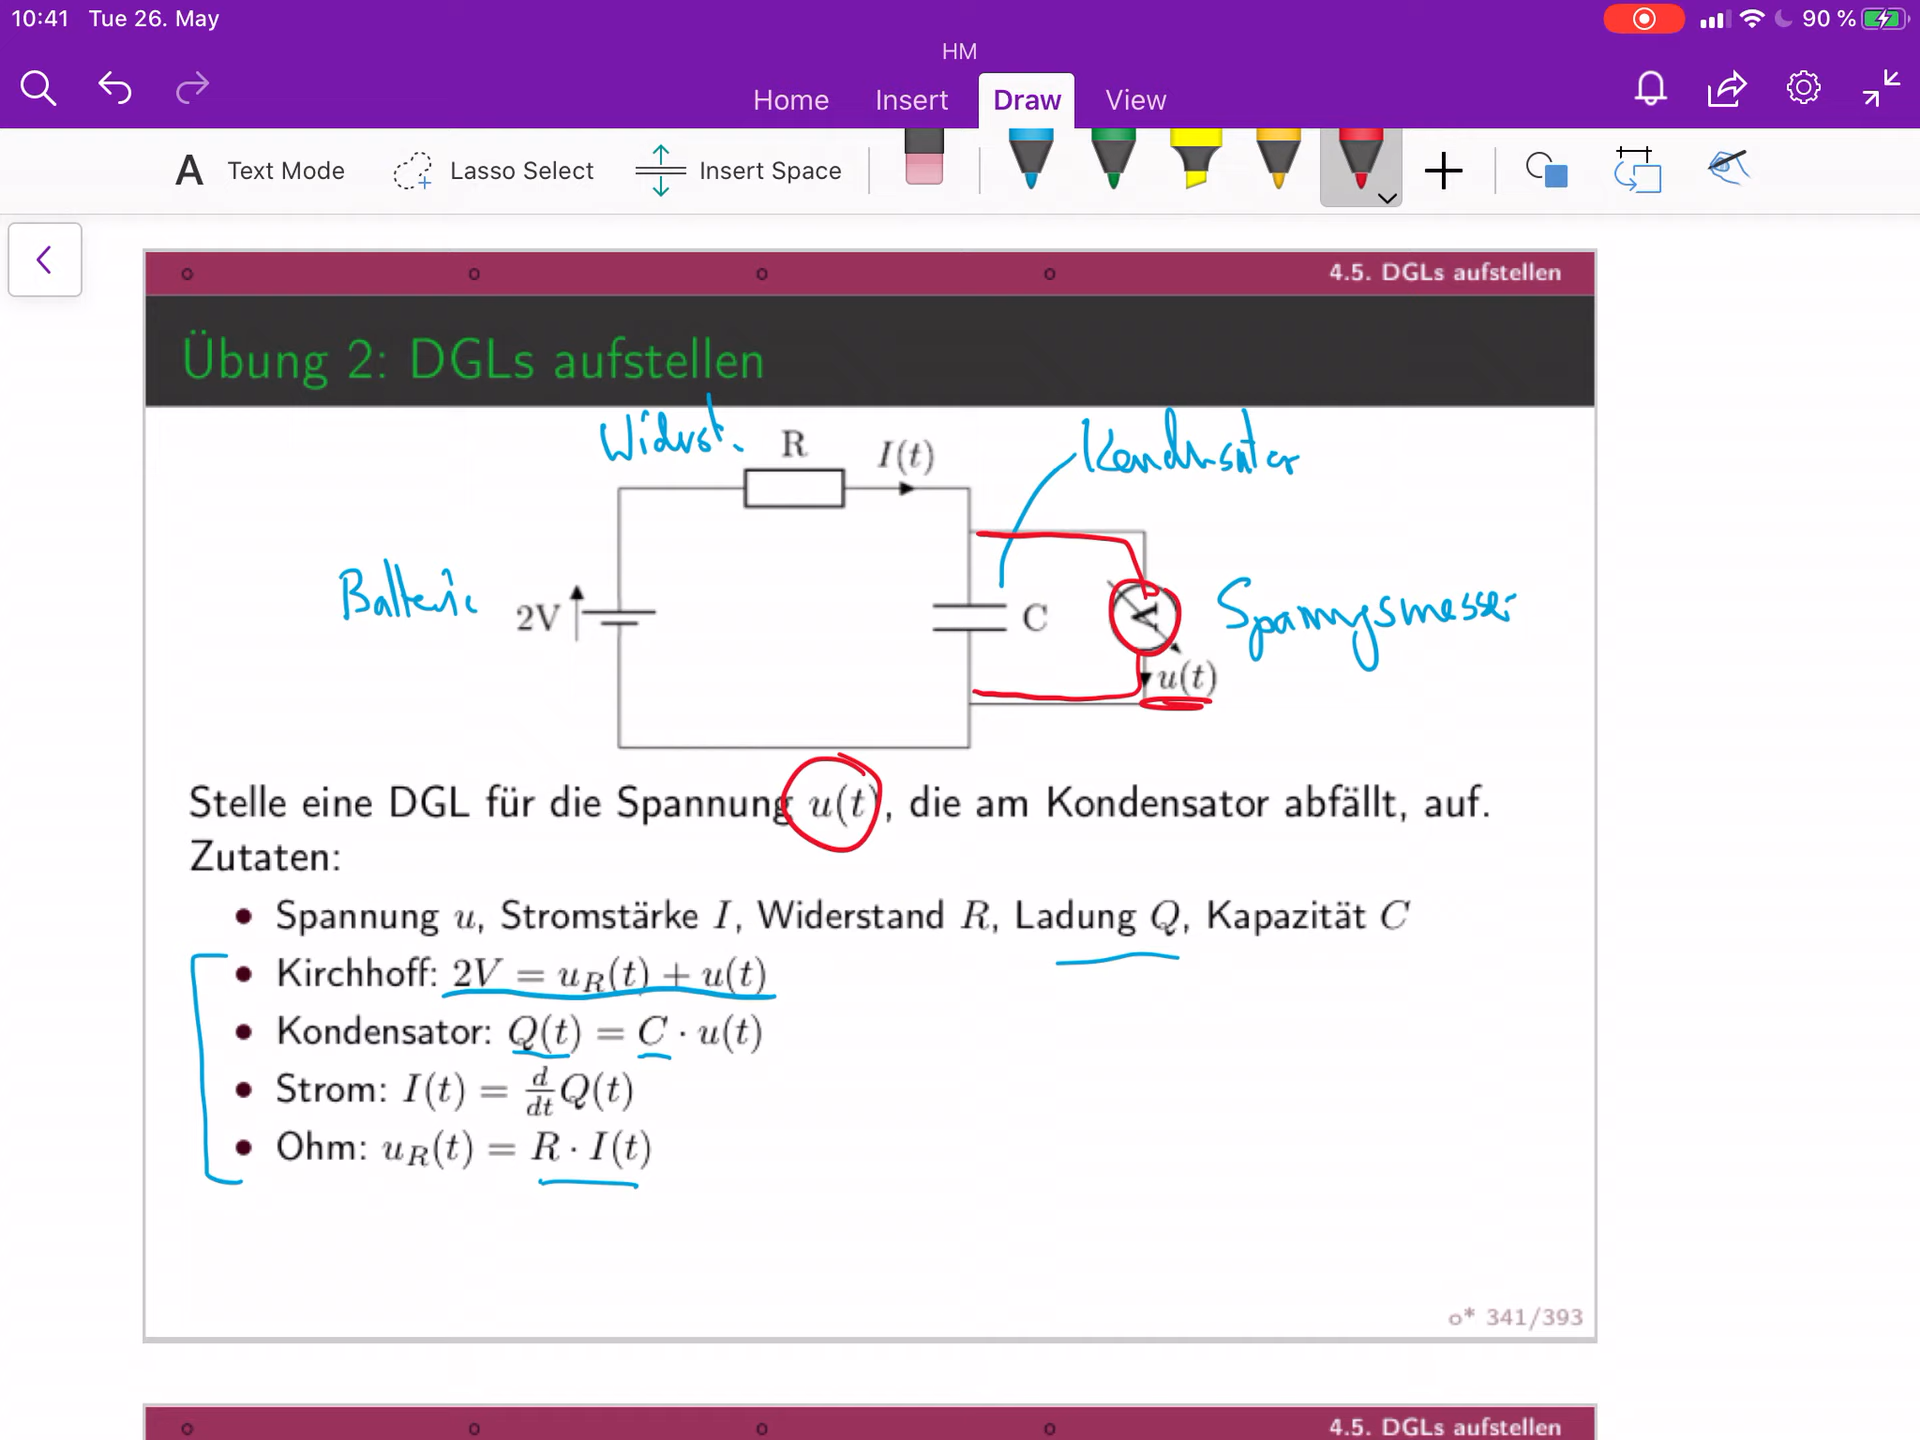 10:41 Tue 26. May 90 %
HM
Home Insert Draw View
A Text Mode Lasso Select Insert Space
4.5. DGLs aufstellen
Übung 2: DGLs aufstellen
Widerst. R I(t) Kondensator
Batterie 2V C Spannungsmesser
u(t)
Stelle eine DGL für die Spannung u(t), die am Kondensator abfällt, auf.
Zutaten:
• Spannung u, Stromstärke I, Widerstand R, Ladung Q, Kapazität C
• Kirchhoff: 2V = u_R(t) + u(t)
• Kondensator: Q(t) = C · u(t)
• Strom: I(t) = d/dt Q(t)
• Ohm: u_R(t) = R · I(t)
o* 341/393
4.5. DGLs aufstellen